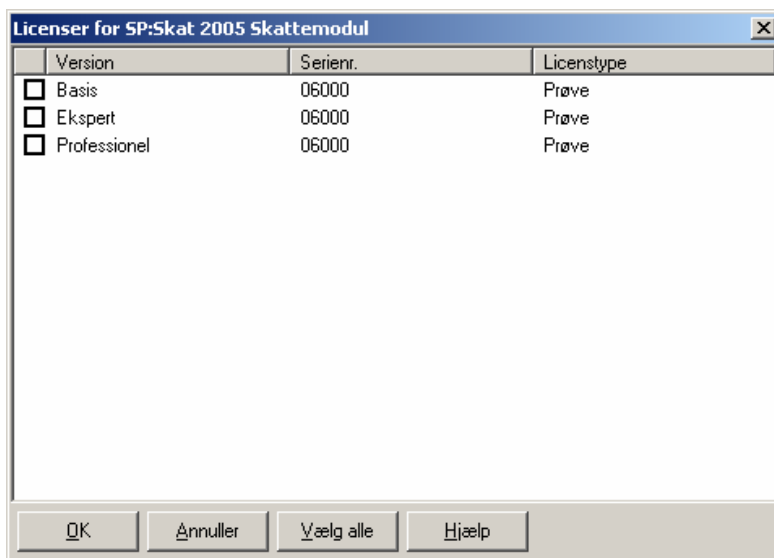 Licenser for SP:Skat 2005 Skattemodul
Version Serienr. Licenstype
Basis 06000 Prøve
Ekspert 06000 Prøve
Professionel 06000 Prøve
OK Annuller Vælg alle Hjælp